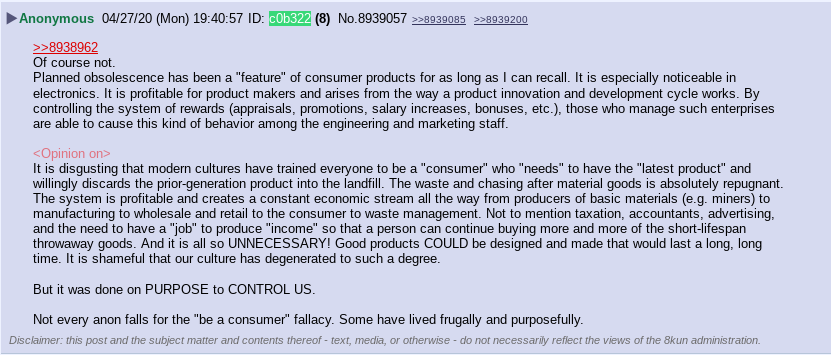 ▶Anonymous 04/27/20 (Mon) 19:40:57 ID: c0b322 (8) No.8939057 >>8939085 >>8939200
>>8938962
Of course not.
Planned obsolescence has been a "feature" of consumer products for as long as I can recall. It is especially noticeable in
electronics. It is profitable for product makers and arises from the way a product innovation and development cycle works. By
controlling the system of rewards (appraisals, promotions, salary increases, bonuses, etc.), those who manage such enterprises
are able to cause this kind of behavior among the engineering and marketing staff.
<Opinion on>
It is disgusting that modern cultures have trained everyone to be a "consumer" who "needs" to have the "latest product" and
willingly discards the prior-generation product into the landfill. The waste and chasing after material goods is absolutely repugnant.
The system is profitable and creates a constant economic stream all the way from producers of basic materials (e.g. miners) to
manufacturing to wholesale and retail to the consumer to waste management. Not to mention taxation, accountants, advertising,
and the need to have a "job" to produce "income" so that a person can continue buying more and more of the short-lifespan
throwaway goods. And it is all so UNNECESSARY! Good products COULD be designed and made that would last a long, long
time. It is shameful that our culture has degenerated to such a degree.
But it was done on PURPOSE to CONTROL US.
Not every anon falls for the "be a consumer" fallacy. Some have lived frugally and purposefully.
Disclaimer: this post and the subject matter and contents thereof - text, media, or otherwise - do not necessarily reflect the views of the 8kun administration.